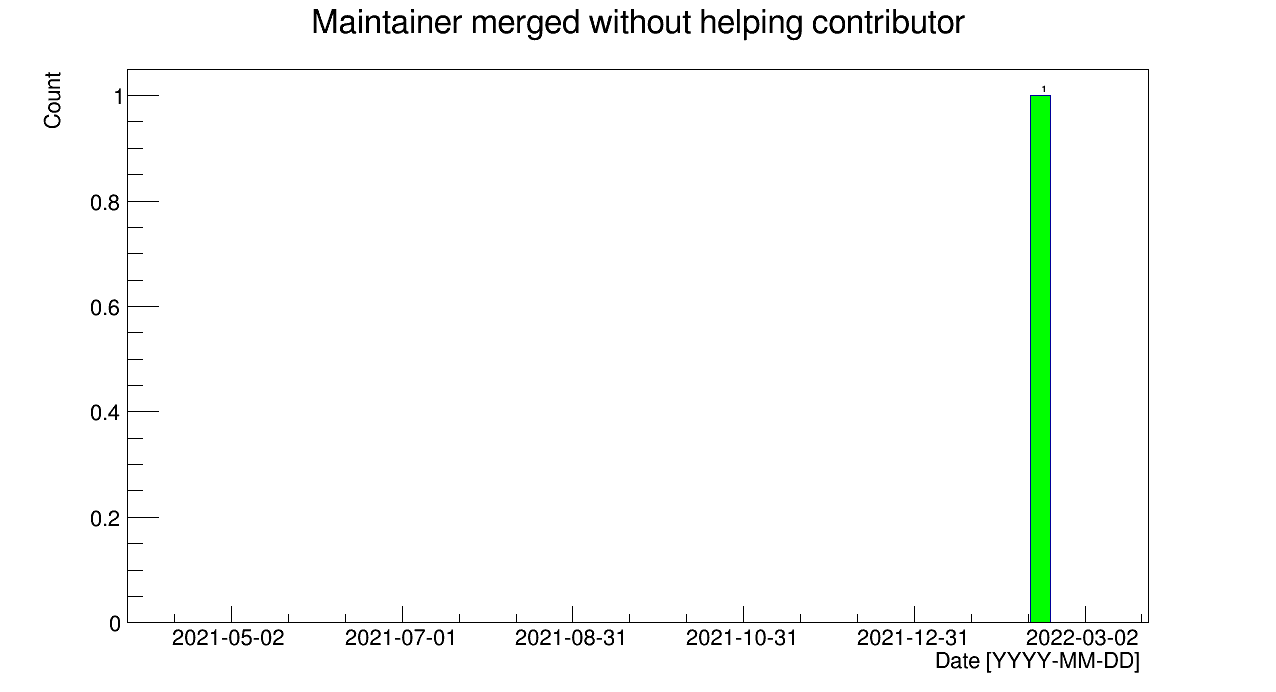 Maintainer merged without helping contributor
Count
1
1
0.8
0.6
0.4
0.2
0
2021-05-02 2021-07-01 2021-08-31 2021-10-31 2021-12-31 2022-03-02
Date [YYYY-MM-DD]